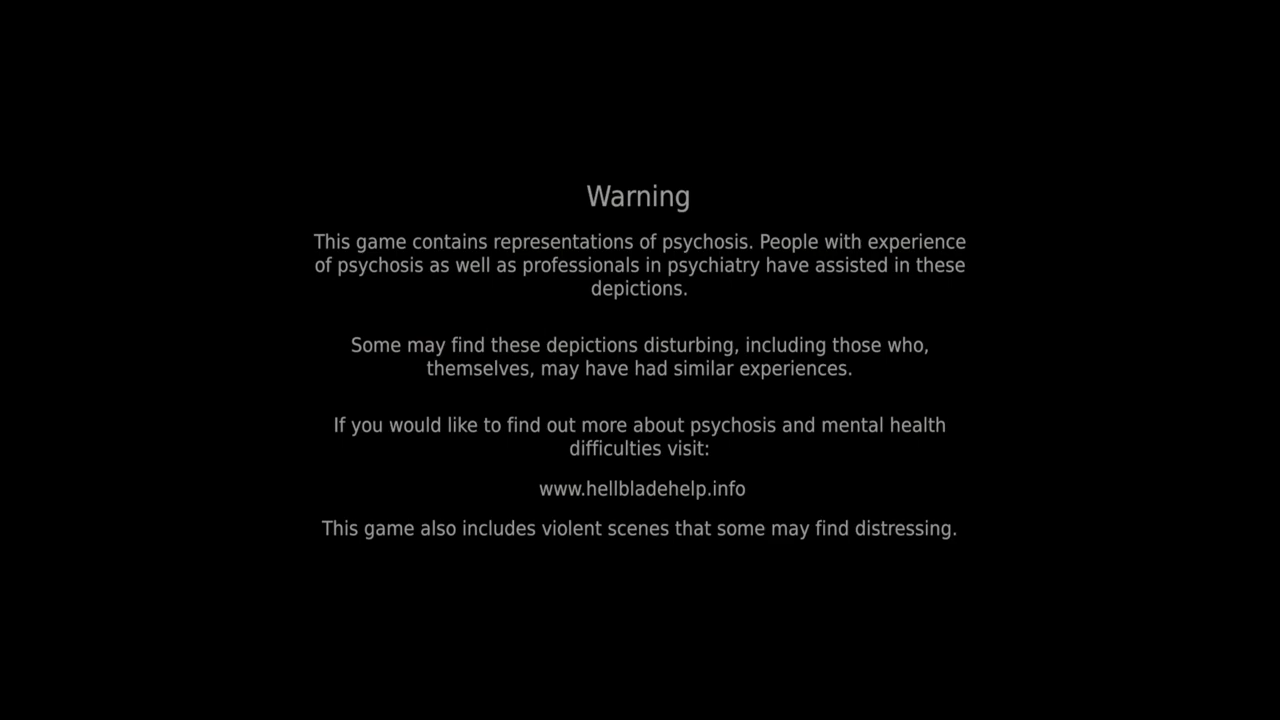 Warning
This game contains representations of psychosis. People with experience
of psychosis as well as professionals in psychiatry have assisted in these
depictions.
Some may find these depictions disturbing, including those who,
themselves, may have had similar experiences.
If you would like to find out more about psychosis and mental health
difficulties visit:
www.hellbladehelp.info
This game also includes violent scenes that some may find distressing.